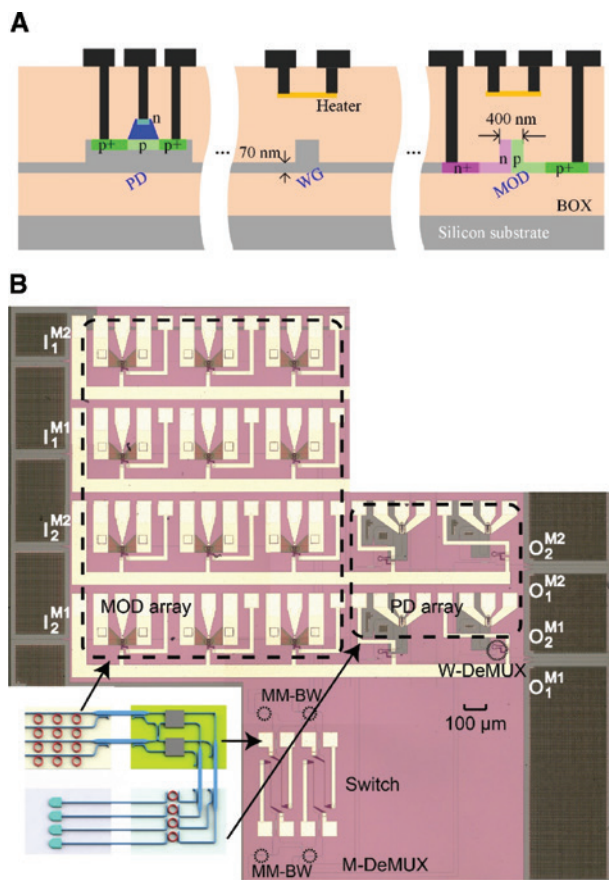 A
n
p+ p p+
PD
...
Heater
70 nm
WG
...
400 nm
n+ n p p+
MOD
BOX
Silicon substrate
B
I₁ᴹ²
I₁ᴹ¹
I₂ᴹ²
I₂ᴹ¹
MOD array
PD array
O₂ᴹ²
O₁ᴹ²
O₂ᴹ¹
O₁ᴹ¹
W-DeMUX
100 μm
MM-BW
Switch
MM-BW
M-DeMUX